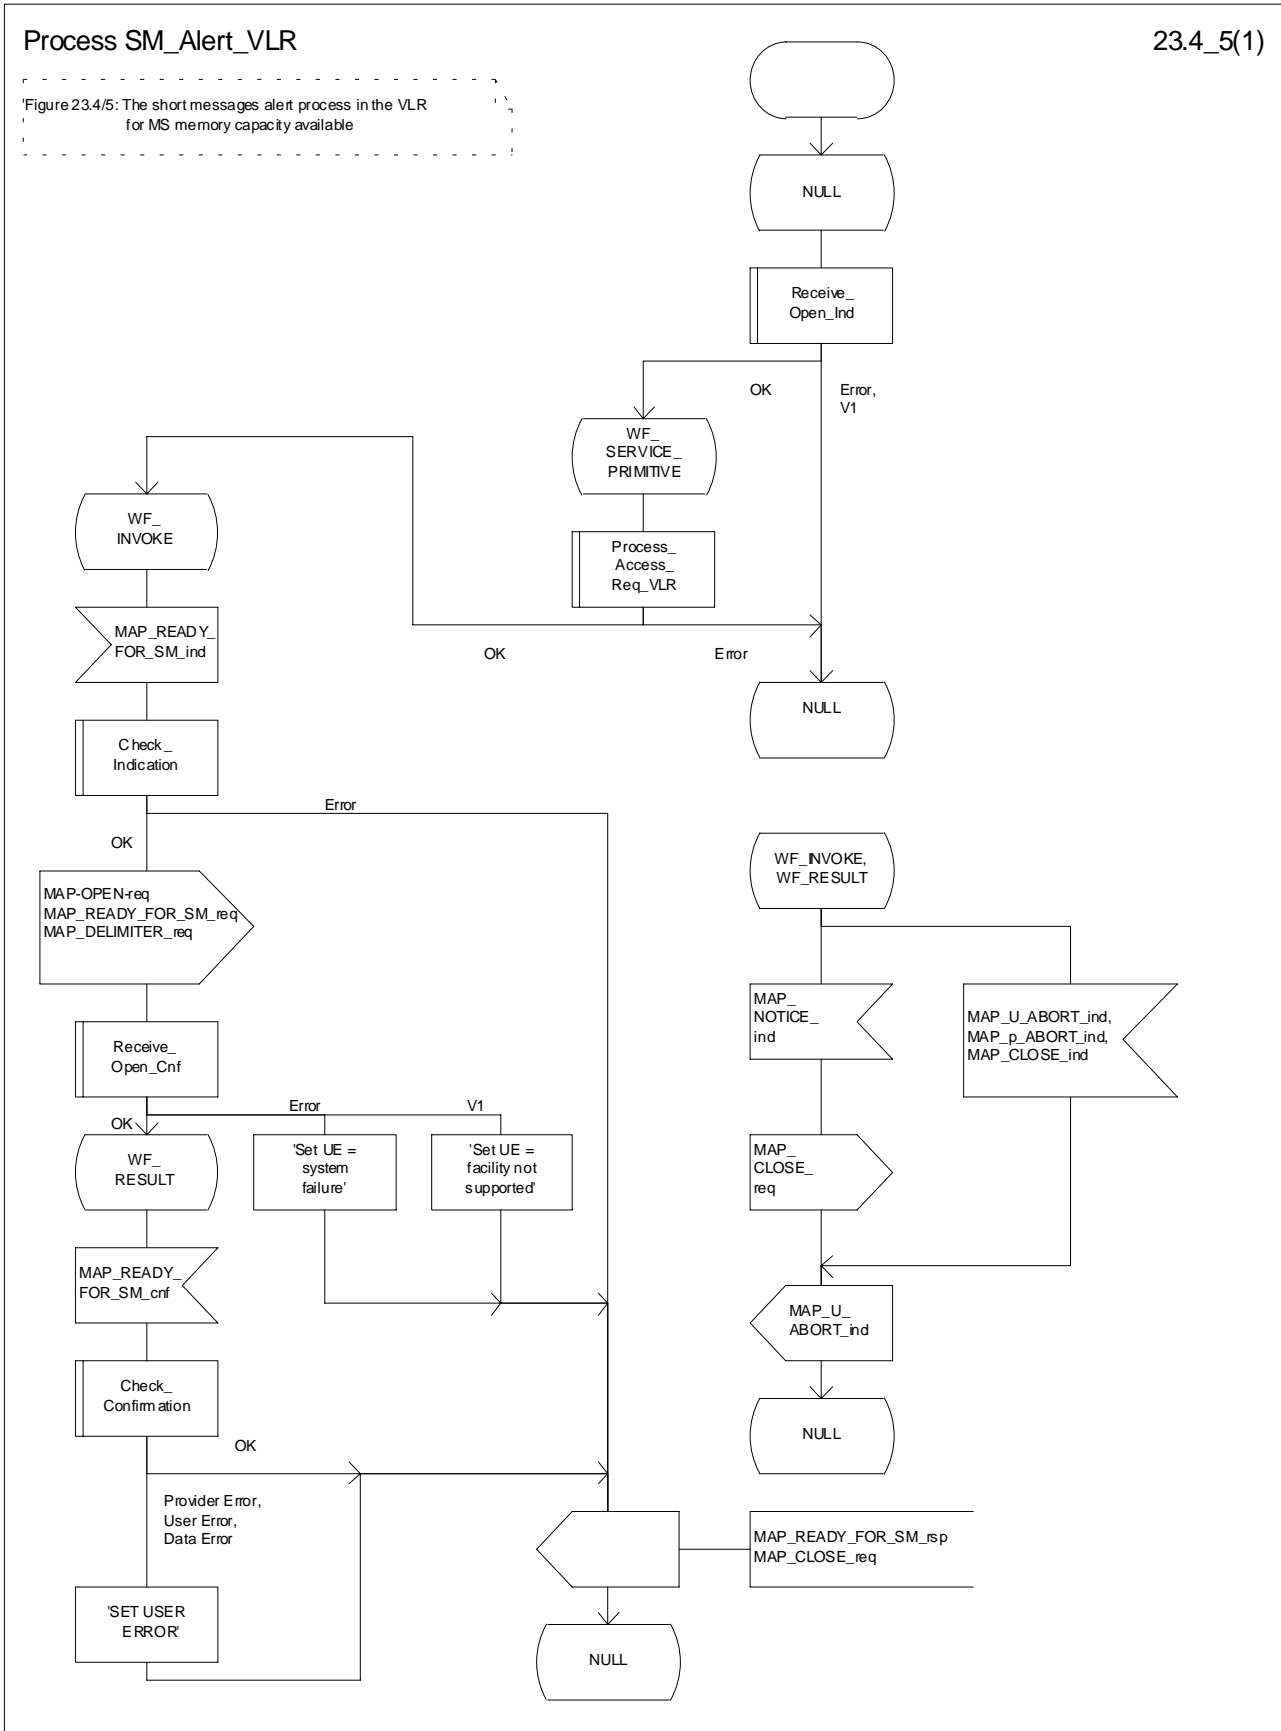 Process SM_Alert_VLR
23.4_5(1)
'Figure 23.4/5: The short messages alert process in the VLR
for MS memory capacity available
'
NULL
Receive_
Open_Ind
OK
Error,
V1
WF_
SERVICE_
PRIMITIVE
Process_
Access_
Req_VLR
OK
Error
NULL
WF_
INVOKE
MAP_READY_
FOR_SM_ind
Check_
Indication
Error
OK
MAP-OPEN-req
MAP_READY_FOR_SM_req
MAP_DELIMITER_req
Receive_
Open_Cnf
Error
V1
OK
WF_
RESULT
'Set UE =
system
failure'
'Set UE =
facility not
supported'
MAP_READY_
FOR_SM_cnf
Check_
Confirmation
OK
Provider Error,
User Error,
Data Error
'SET USER
ERROR'
WF_INVOKE,
WF_RESULT
MAP_
NOTICE_
ind
MAP_U_ABORT_ind,
MAP_p_ABORT_ind,
MAP_CLOSE_ind
MAP_
CLOSE_
req
MAP_U_
ABORT_ind
NULL
MAP_READY_FOR_SM_rsp
MAP_CLOSE_req
NULL